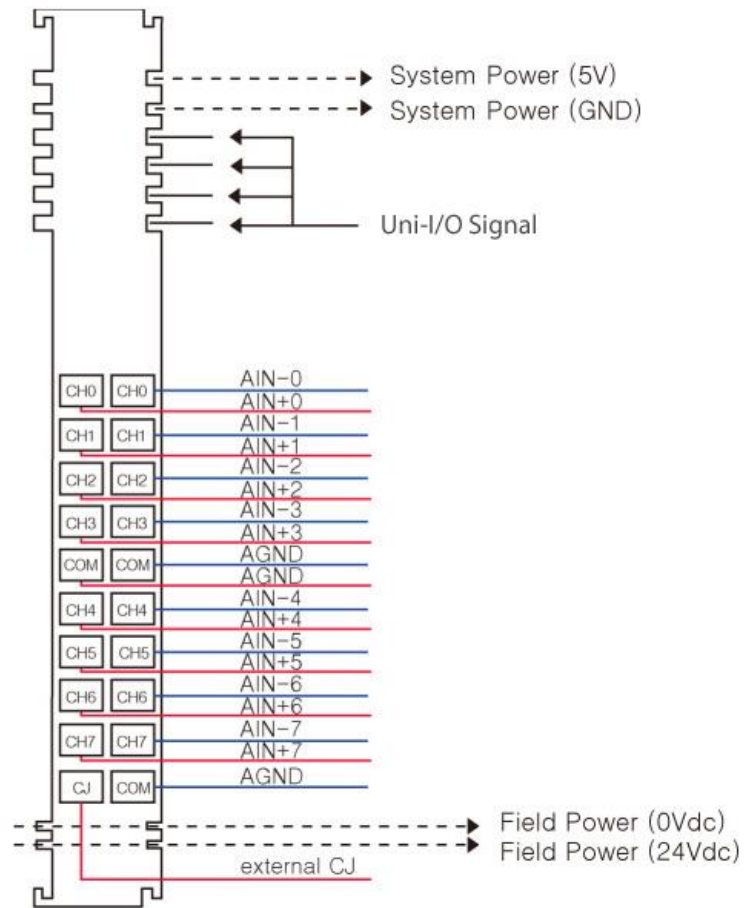 System Power (5V)
System Power (GND)
Uni-I/O Signal
CH0 CH0 AIN-0
AIN+0
CH1 CH1 AIN-1
AIN+1
CH2 CH2 AIN-2
AIN+2
CH3 CH3 AIN-3
AIN+3
COM COM AGND
AGND
CH4 CH4 AIN-4
AIN+4
CH5 CH5 AIN-5
AIN+5
CH6 CH6 AIN-6
AIN+6
CH7 CH7 AIN-7
AIN+7
CJ COM AGND
Field Power (0Vdc)
Field Power (24Vdc)
external CJ